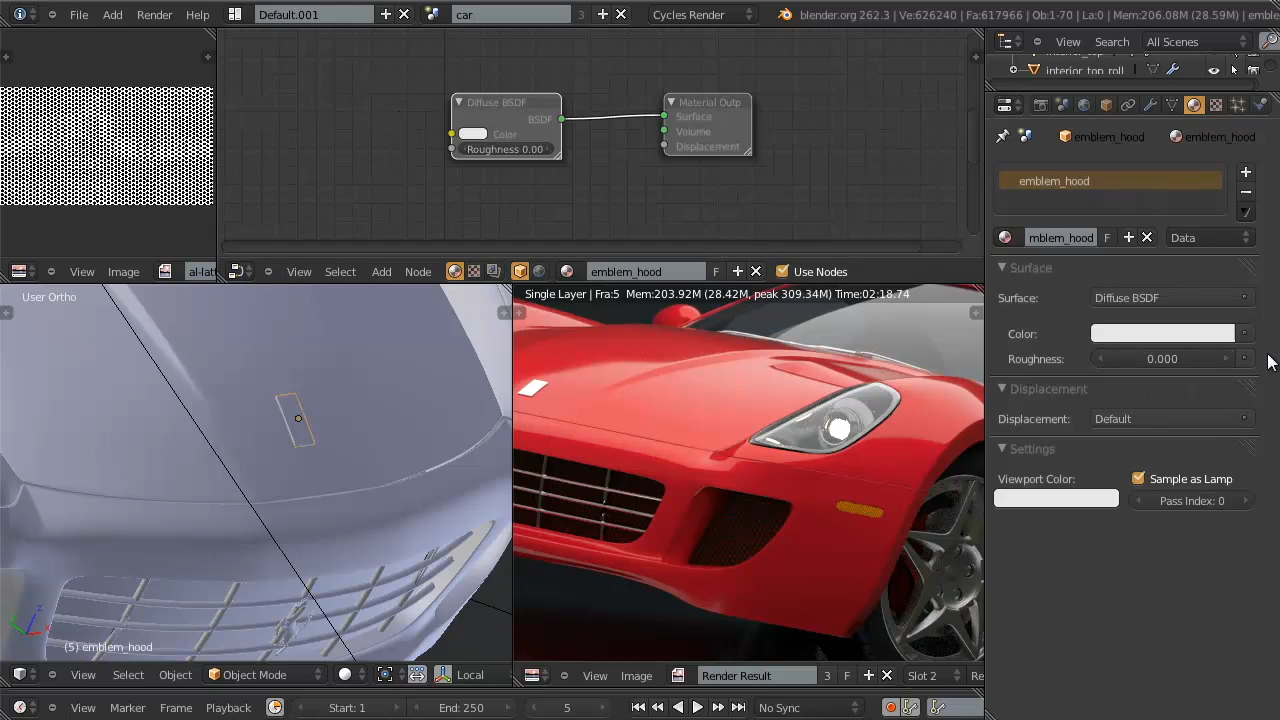 File Add Render Help Default.001 car 3 Cycles Render blender.org 262.3 | Ve:626240 | Fa:617966 | Ob:1-70 | La:0 | Mem:206.08M (28.59M) | emble
View Search All Scenes
interior_top_roll
Diffuse BSDF
BSDF
Color
Roughness 0.00
Material Outp
Surface
Volume
Displacement
emblem_hood emblem_hood
emblem_hood
mblem_hood F Data
Surface
Surface: Diffuse BSDF
Color:
Roughness: 0.000
Displacement
Displacement: Default
Settings
Viewport Color: Sample as Lamp
Pass Index: 0
View Image al-lat
View Select Add Node emblem_hood F Use Nodes
User Ortho
(5) emblem_hood
Single Layer | Fra:5 Mem:203.92M (28.42M, peak 309.34M) Time:02:18.74
View Select Object Object Mode Local
View Image Render Result 3 F Slot 2 Re
View Marker Frame Playback Start: 1 End: 250 5 No Sync